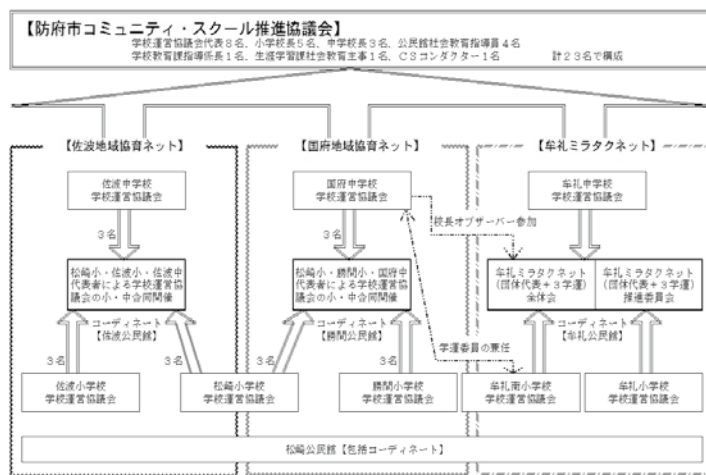 【防府市コミュニティ・スクール推進協議会】
学校運営協議会代表８名、小学校長５名、中学校長３名、公民館社会教育指導員４名
学校教育課指導係長１名、生涯学習課社会教育主事１名、ＣＳコンダクター１名　計２３名で構成
【佐波地域協育ネット】
【国府地域協育ネット】
【牟礼ミラタクネット】
佐波中学校
学校運営協議会
国府中学校
学校運営協議会
牟礼中学校
学校運営協議会
校長オブザーバー参加
３名
３名
松崎小・佐波小・佐波中
代表者による学校運営協
議会の小・中合同開催
松崎小・勝間小・国府中
代表者による学校運営協
議会の小・中合同開催
牟礼ミラタクネット
（団体代表＋３学運）
全体会
牟礼ミラタクネット
（団体代表＋３学運）
推進委員会
コーディネート
【佐波公民館】
コーディネート
【勝間公民館】
コーディネート
【牟礼公民館】
学運委員の兼任
３名
３名
３名
３名
佐波小学校
学校運営協議会
松崎小学校
学校運営協議会
勝間小学校
学校運営協議会
牟礼南小学校
学校運営協議会
牟礼小学校
学校運営協議会
松崎公民館【包括コーディネート】